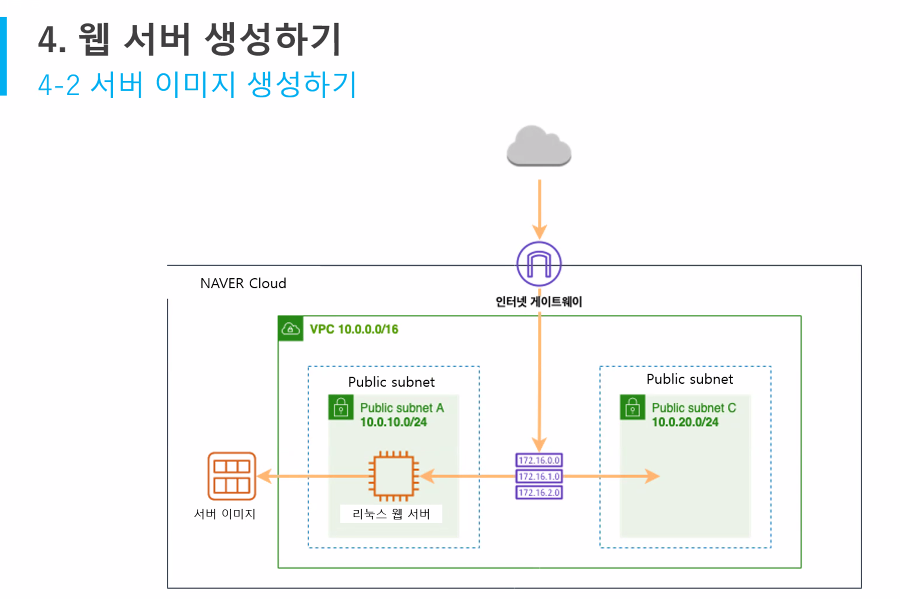 4. 웹 서버 생성하기
4-2 서버 이미지 생성하기
NAVER Cloud
인터넷 게이트웨이
VPC 10.0.0.0/16
Public subnet
Public subnet A
10.0.10.0/24
Public subnet
Public subnet C
10.0.20.0/24
172.16.0.0
172.16.1.0
172.16.2.0
서버 이미지
리눅스 웹 서버